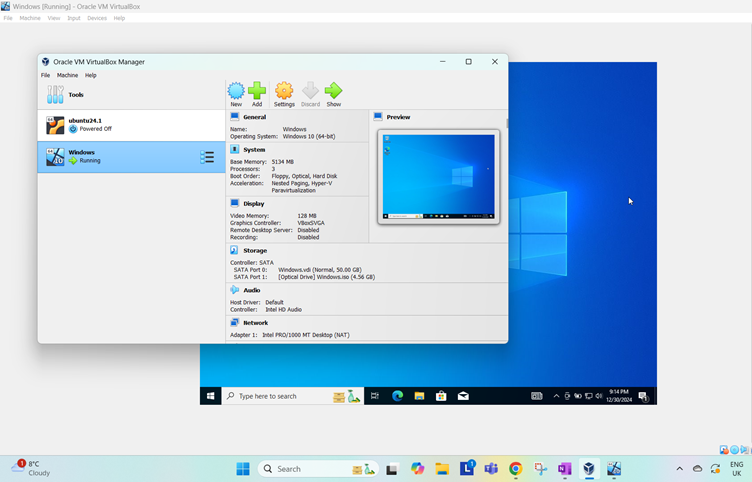 Windows [Running] - Oracle VM VirtualBox
File Machine View Input Devices Help
Oracle VM VirtualBox Manager
File Machine Help
Tools
New Add Settings Discard Show
ubuntu24.1
Powered Off
Windows
Running
General
Name: Windows
Operating System: Windows 10 (64-bit)
System
Base Memory: 5134 MB
Processors: 3
Boot Order: Floppy, Optical, Hard Disk
Acceleration: Nested Paging, Hyper-V
Paravirtualization
Display
Video Memory: 128 MB
Graphics Controller: VBoxSVGA
Remote Desktop Server: Disabled
Recording: Disabled
Storage
Controller: SATA
SATA Port 0: Windows.vdi (Normal, 50.00 GB)
SATA Port 1: [Optical Drive] Windows.iso (4.56 GB)
Audio
Host Driver: Default
Controller: Intel HD Audio
Network
Adapter 1: Intel PRO/1000 MT Desktop (NAT)
Preview
Type here to search
9:14 PM
12/30/2024
1
8°C
Cloudy
Search
ENG
UK